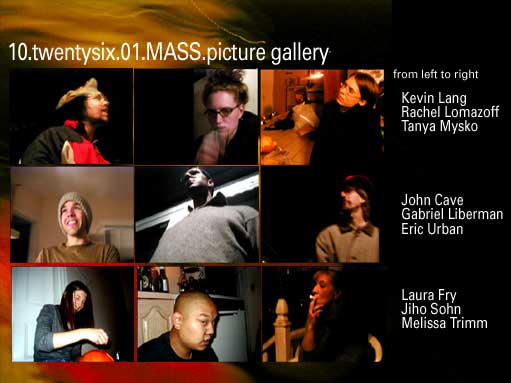 10.twentysix.01.MASS.picture gallery
from left to right
Kevin Lang
Rachel Lomazoff
Tanya Mysko
John Cave
Gabriel Liberman
Eric Urban
Laura Fry
Jiho Sohn
Melissa Trimm